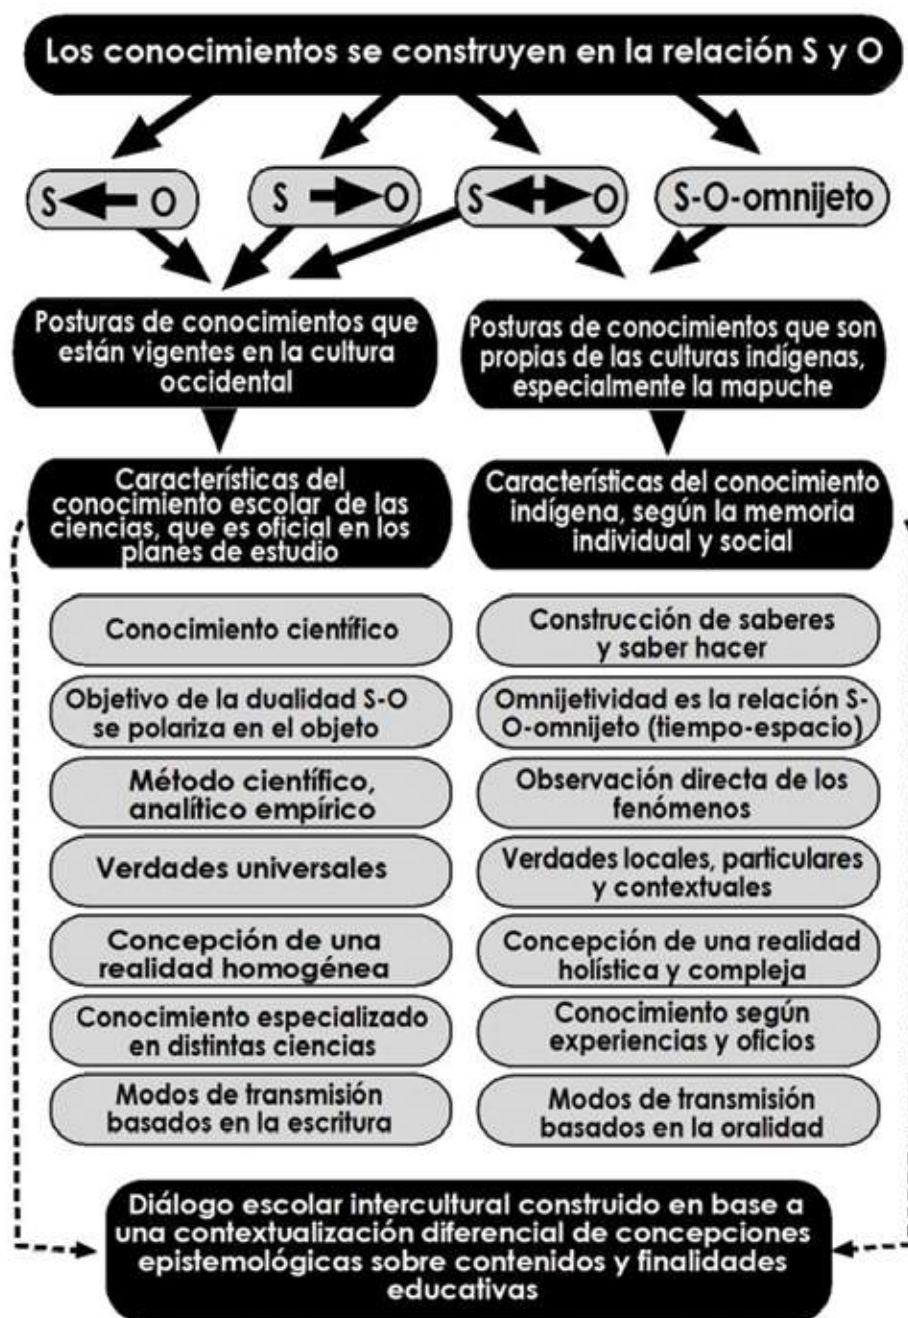 Los conocimientos se construyen en la relación S y O
S O
S O
S O
S-O-omnijeto
Posturas de conocimientos que
están vigentes en la cultura
occidental
Posturas de conocimientos que son
propias de las culturas indígenas,
especialmente la mapuche
Características del
conocimiento escolar de las
ciencias, que es oficial en los
planes de estudio
Características del conocimiento
indígena, según la memoria
individual y social
Conocimiento científico
Construcción de saberes
y saber hacer
Objetivo de la dualidad S-O
se polariza en el objeto
Omnijetividad es la relación S-
O-omnijeto (tiempo-espacio)
Método científico,
analítico empírico
Observación directa de los
fenómenos
Verdades universales
Verdades locales, particulares
y contextuales
Concepción de una
realidad homogénea
Concepción de una realidad
holística y compleja
Conocimiento especializado
en distintas ciencias
Conocimiento según
experiencias y oficios
Modos de transmisión
basados en la escritura
Modos de transmisión
basados en la oralidad
Diálogo escolar intercultural construido en base a
una contextualización diferencial de concepciones
epistemológicas sobre contenidos y finalidades
educativas